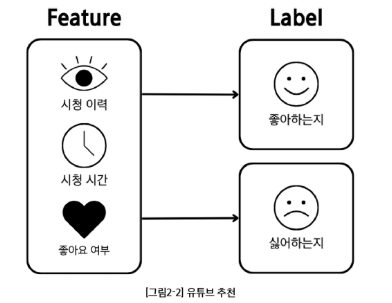 Feature
Label
시청 이력
시청 시간
좋아요 여부
좋아하는지
싫어하는지
[그림2-2] 유튜브 추천